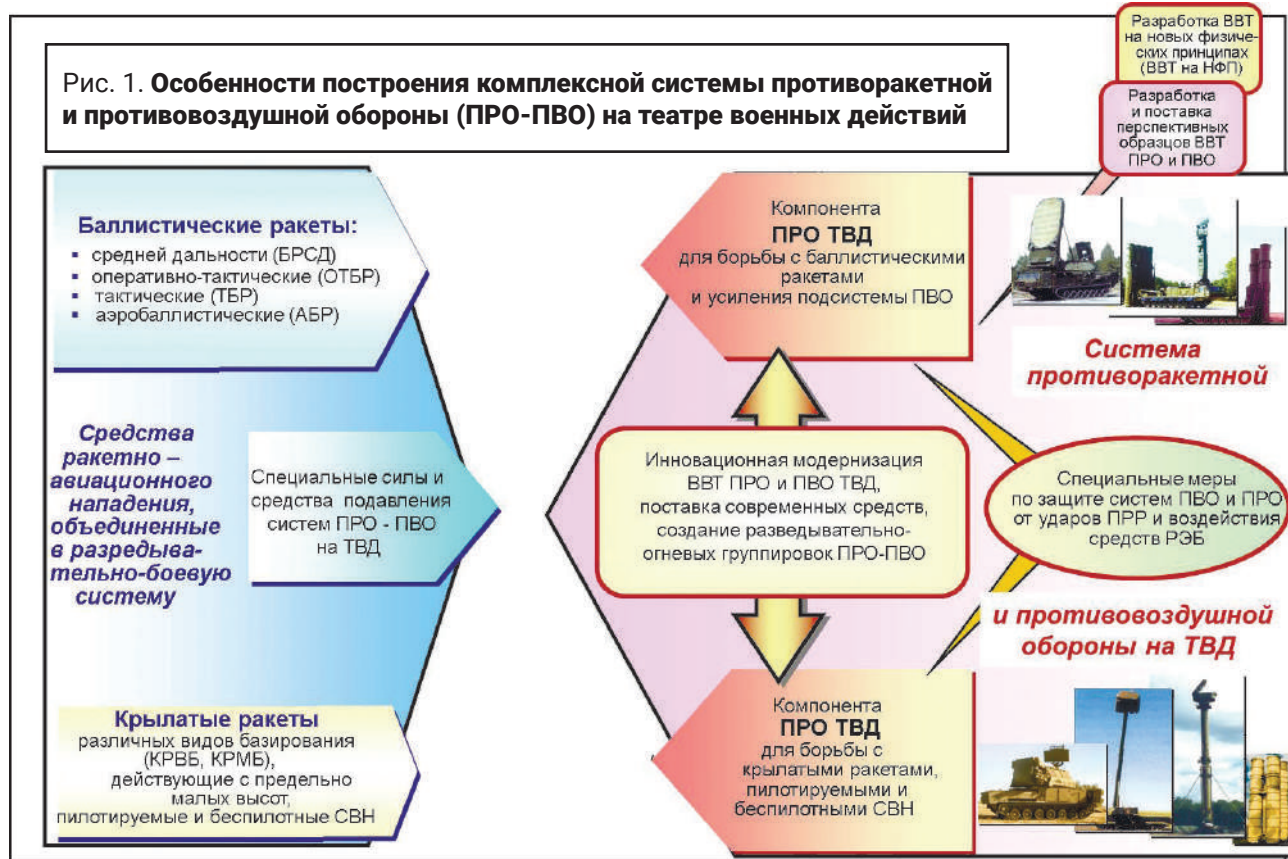 Рис. 1. Особенности построения комплексной системы противоракетной
и противовоздушной обороны (ПРО-ПВО) на театре военных действий
Разработка ВВТ
на новых физиче-
ских принципах
(ВВТ на НФП)
Разработка
и поставка
перспективных
образцов ВВТ
ПРО и ПВО
Баллистические ракеты:
▪ средней дальности (БРСД)
▪ оперативно-тактические (ОТБР)
▪ тактические (ТБР)
▪ аэробаллистические (АБР)
Средства
ракетно –
авиационного
нападения,
объединенные
в разредыва-
тельно-боевую
систему
Специальные силы и
средства подавления
систем ПРО - ПВО
на ТВД
Крылатые ракеты
различных видов базирования
(КРВБ, КРМБ),
действующие с предельно
малых высот,
пилотируемые и беспилотные СВН
Компонента
ПРО ТВД
для борьбы с баллистическими
ракетами
и усиления подсистемы ПВО
Инновационная модернизация
ВВТ ПРО и ПВО ТВД,
поставка современных средств,
создание разведывательно-
огневых группировок ПРО-ПВО
Компонента
ПРО ТВД
для борьбы с
крылатыми ракетами,
пилотируемыми и
беспилотными СВН
Система
противоракетной
Специальные меры
по защите систем ПВО и ПРО
от ударов ПРР и воздействия
средств РЭБ
и противовоздушной
обороны на ТВД